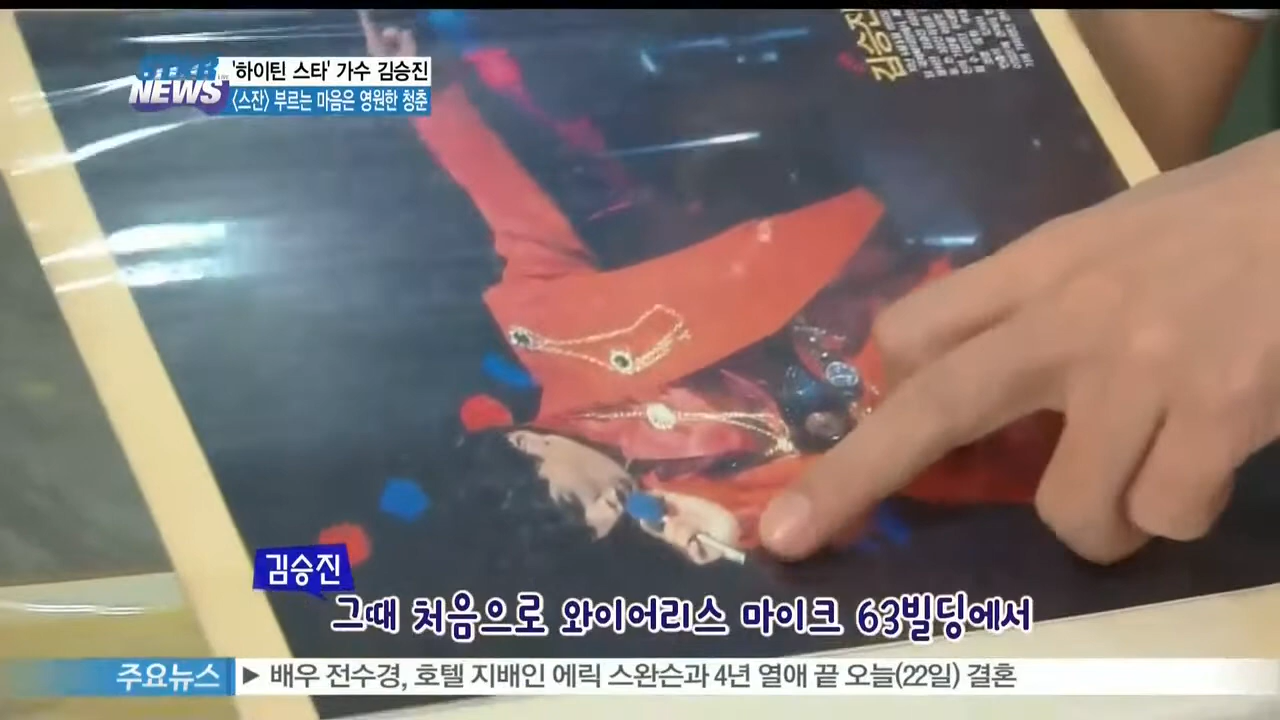 NEWS
'하이틴 스타' 가수 김승진
〈스잔〉 부르는 마음은 영원한 청춘
김승진
김승진
그때 처음으로 와이어리스 마이크 63빌딩에서
주요뉴스
▶ 배우 전수경, 호텔 지배인 에릭 스완슨과 4년 열애 끝 오늘(22일) 결혼